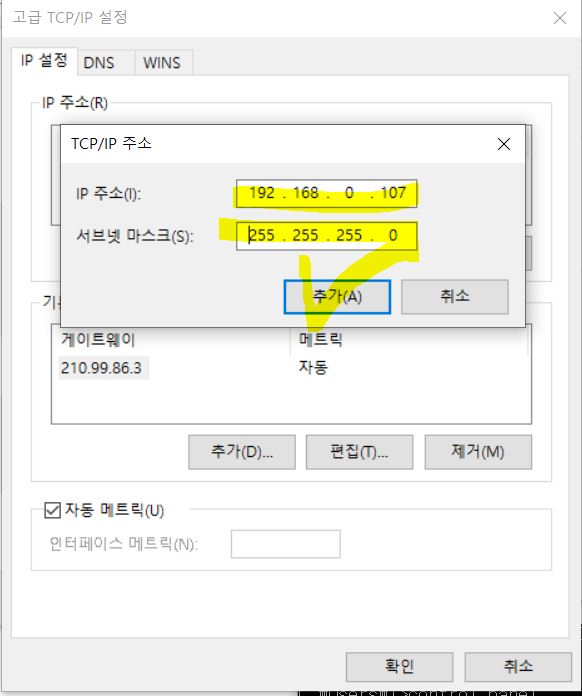 고급 TCP/IP 설정
IP 설정 DNS WINS
IP 주소(R)
TCP/IP 주소
IP 주소(I): 192 . 168 . 0 . 107
서브넷 마스크(S): 255 . 255 . 255 . 0
추가(A) 취소
게이트웨이 메트릭
210.99.86.3 자동
추가(D)... 편집(T)... 제거(M)
자동 메트릭(U)
인터페이스 메트릭(N):
확인 취소